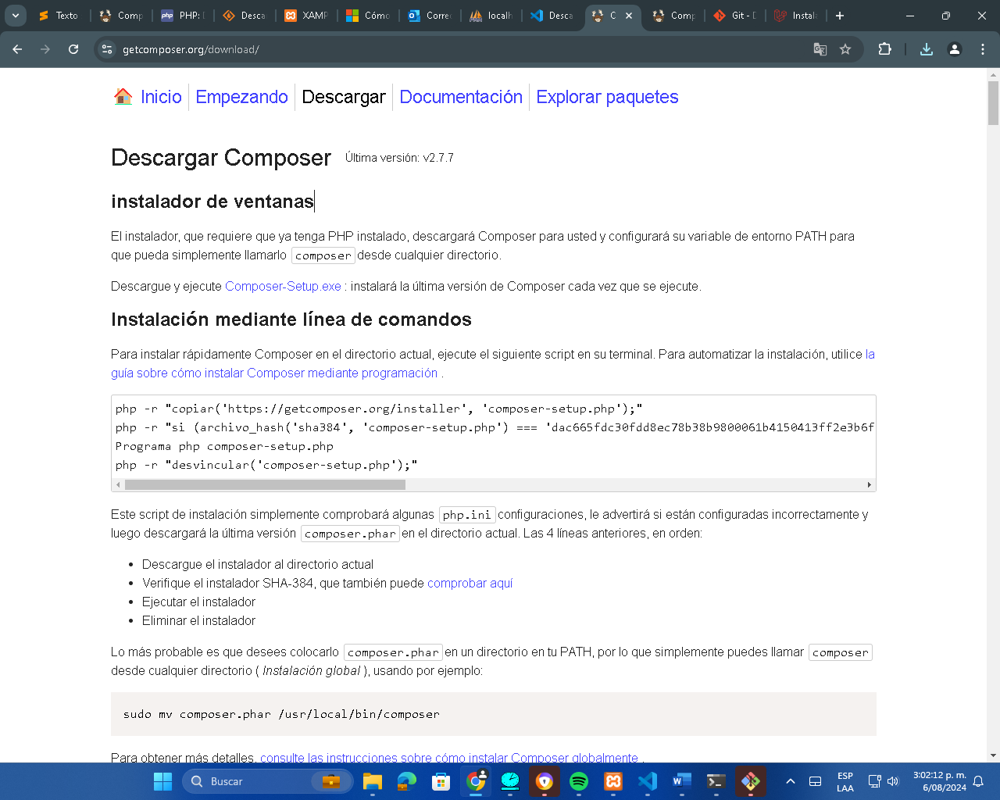 Texto
Comp
php PHP: D
Desca
XAMP
Cómo
Corre
localh
Desca
C
Comp
Git - D
Instala
getcomposer.org/download/
Inicio Empezando Descargar Documentación Explorar paquetes
Descargar Composer Última versión: v2.7.7
instalador de ventanas
El instalador, que requiere que ya tenga PHP instalado, descargará Composer para usted y configurará su variable de entorno PATH para
que pueda simplemente llamarlo composer desde cualquier directorio.
Descargue y ejecute Composer-Setup.exe : instalará la última versión de Composer cada vez que se ejecute.
Instalación mediante línea de comandos
Para instalar rápidamente Composer en el directorio actual, ejecute el siguiente script en su terminal. Para automatizar la instalación, utilice la
guía sobre cómo instalar Composer mediante programación .
php -r "copiar('https://getcomposer.org/installer', 'composer-setup.php');"
php -r "si (archivo_hash('sha384', 'composer-setup.php') === 'dac665fdc30fdd8ec78b38b9800061b4150413ff2e3b6f
Programa php composer-setup.php
php -r "desvincular('composer-setup.php');"
Este script de instalación simplemente comprobará algunas php.ini configuraciones, le advertirá si están configuradas incorrectamente y
luego descargará la última versión composer.phar en el directorio actual. Las 4 líneas anteriores, en orden:
• Descargue el instalador al directorio actual
• Verifique el instalador SHA-384, que también puede comprobar aquí
• Ejecutar el instalador
• Eliminar el instalador
Lo más probable es que desees colocarlo composer.phar en un directorio en tu PATH, por lo que simplemente puedes llamar composer
desde cualquier directorio ( Instalación global ), usando por ejemplo:
sudo mv composer.phar /usr/local/bin/composer
Para obtener más detalles, consulte las instrucciones sobre cómo instalar Composer globalmente .
Buscar
ESP
LAA
3:02:12 p. m.
6/08/2024